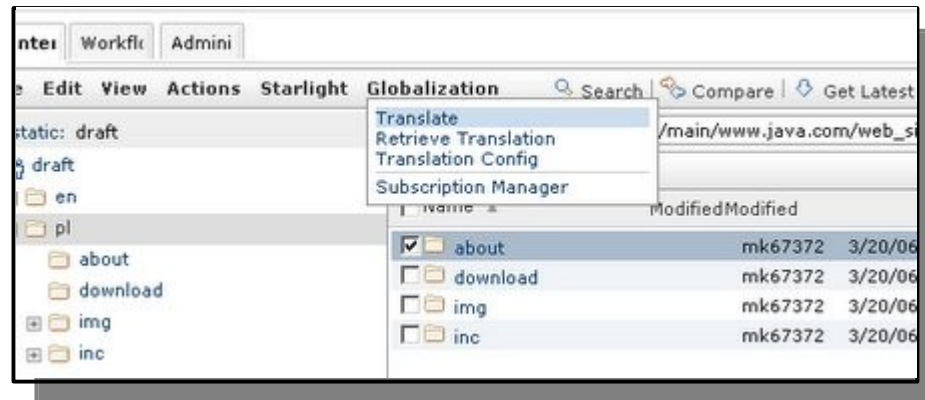 nter Workfl Admini
e Edit View Actions Starlight Globalization Search Compare Get Latest
static: draft
Translate
Retrieve Translation
Translation Config
Subscription Manager
/main/www.java.com/web_si
draft
en
pl
about
download
img
inc
Name ModifiedModified
about mk67372 3/20/06
download mk67372 3/20/06
img mk67372 3/20/06
inc mk67372 3/20/06